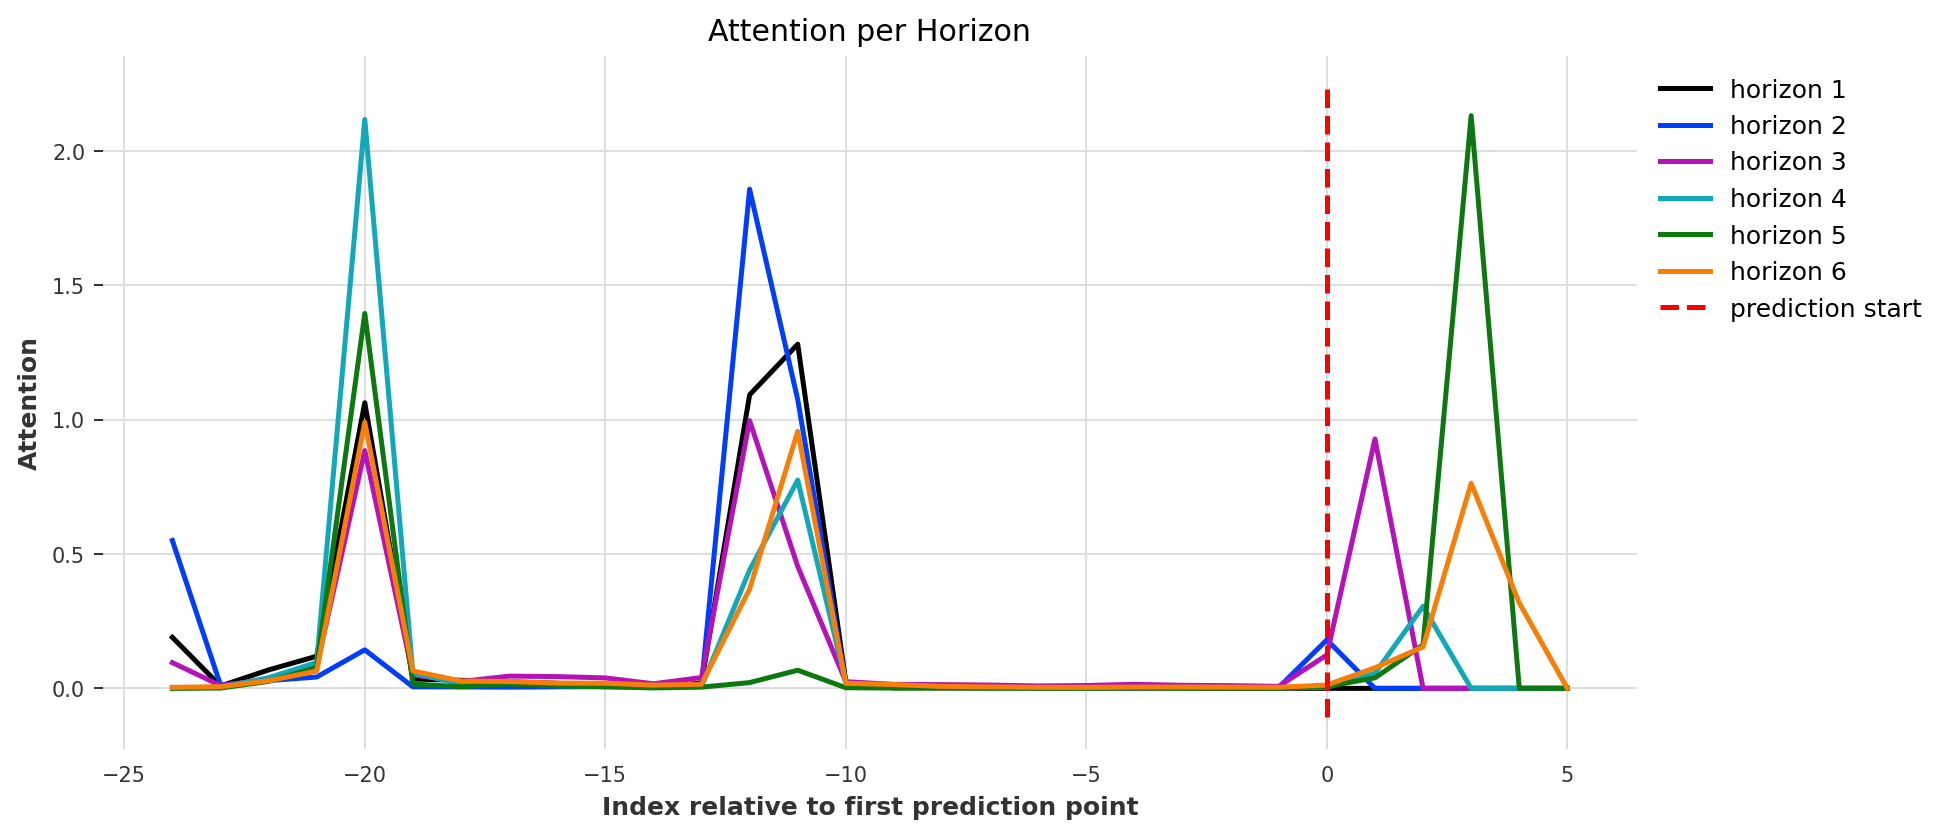 Attention per Horizon
Attention
2.0
1.5
1.0
0.5
0.0
−25
−20
−15
−10
−5
0
5
Index relative to first prediction point
horizon 1
horizon 2
horizon 3
horizon 4
horizon 5
horizon 6
prediction start